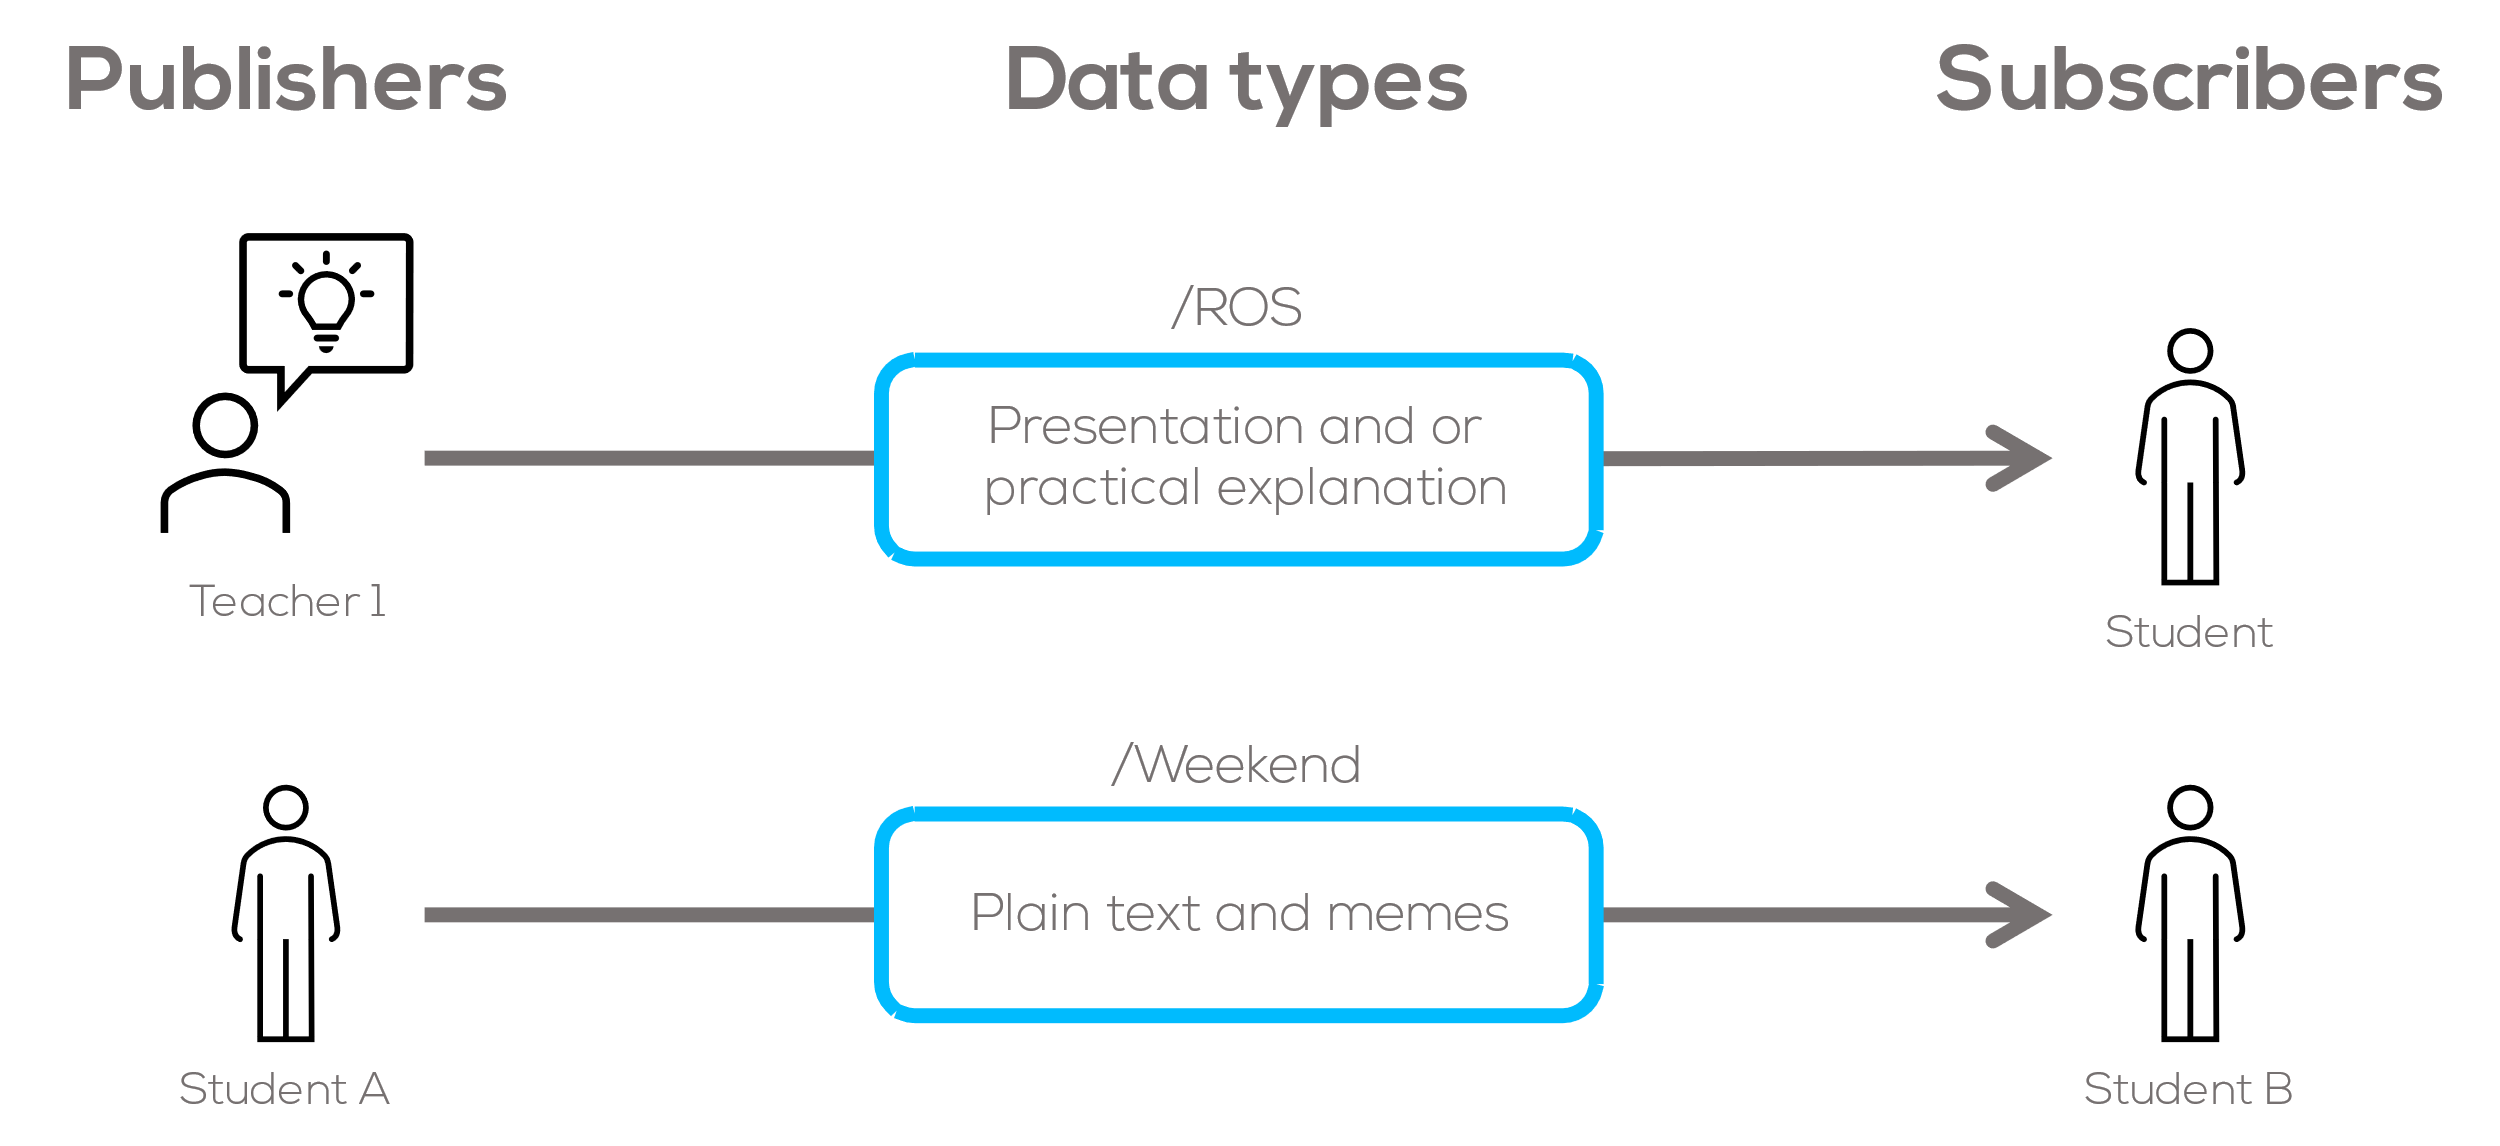 Publishers
Data types
Subscribers
/ROS
Presentation and or
practical explanation
Teacher 1
Student
/Weekend
Plain text and memes
Student A
Student B